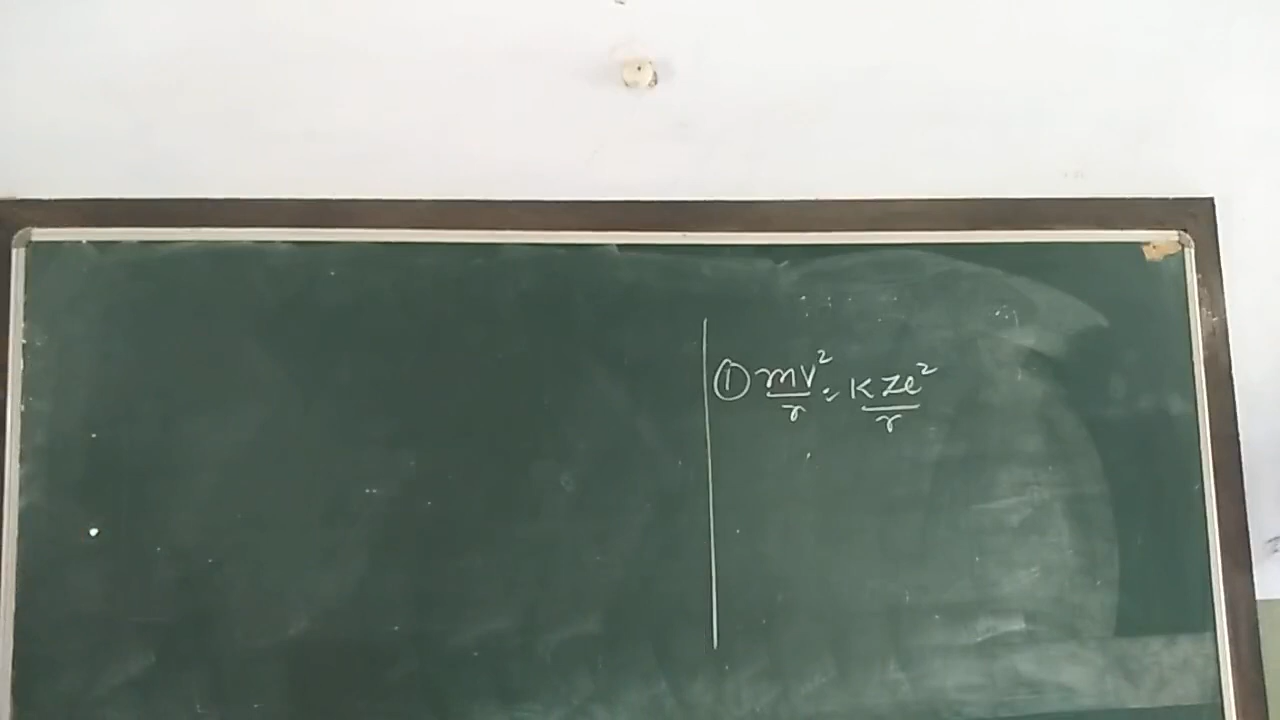 ① mv²/r = KZe²/r